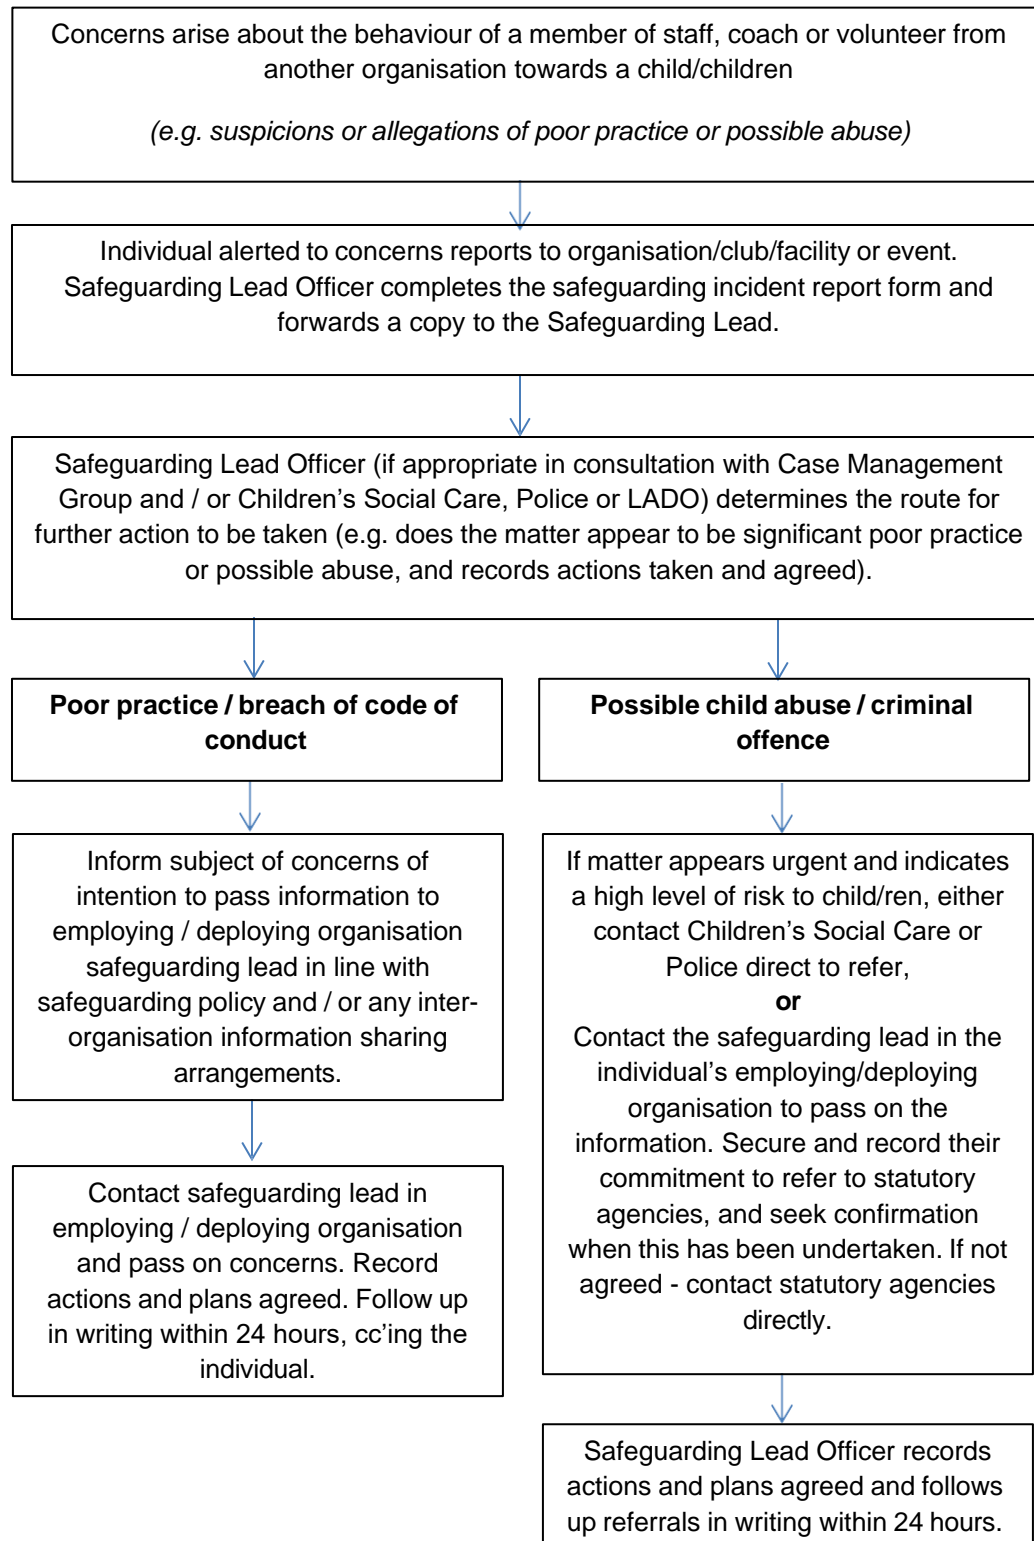 Concerns arise about the behaviour of a member of staff, coach or volunteer from
another organisation towards a child/children
(e.g. suspicions or allegations of poor practice or possible abuse)
Individual alerted to concerns reports to organisation/club/facility or event.
Safeguarding Lead Officer completes the safeguarding incident report form and
forwards a copy to the Safeguarding Lead.
Safeguarding Lead Officer (if appropriate in consultation with Case Management
Group and / or Children’s Social Care, Police or LADO) determines the route for
further action to be taken (e.g. does the matter appear to be significant poor practice
or possible abuse, and records actions taken and agreed).
Poor practice / breach of code of
conduct
Inform subject of concerns of
intention to pass information to
employing / deploying organisation
safeguarding lead in line with
safeguarding policy and / or any inter-
organisation information sharing
arrangements.
Contact safeguarding lead in
employing / deploying organisation
and pass on concerns. Record
actions and plans agreed. Follow up
in writing within 24 hours, cc’ing the
individual.
Possible child abuse / criminal
offence
If matter appears urgent and indicates
a high level of risk to child/ren, either
contact Children’s Social Care or
Police direct to refer,
or
Contact the safeguarding lead in the
individual’s employing/deploying
organisation to pass on the
information. Secure and record their
commitment to refer to statutory
agencies, and seek confirmation
when this has been undertaken. If not
agreed - contact statutory agencies
directly.
Safeguarding Lead Officer records
actions and plans agreed and follows
up referrals in writing within 24 hours.